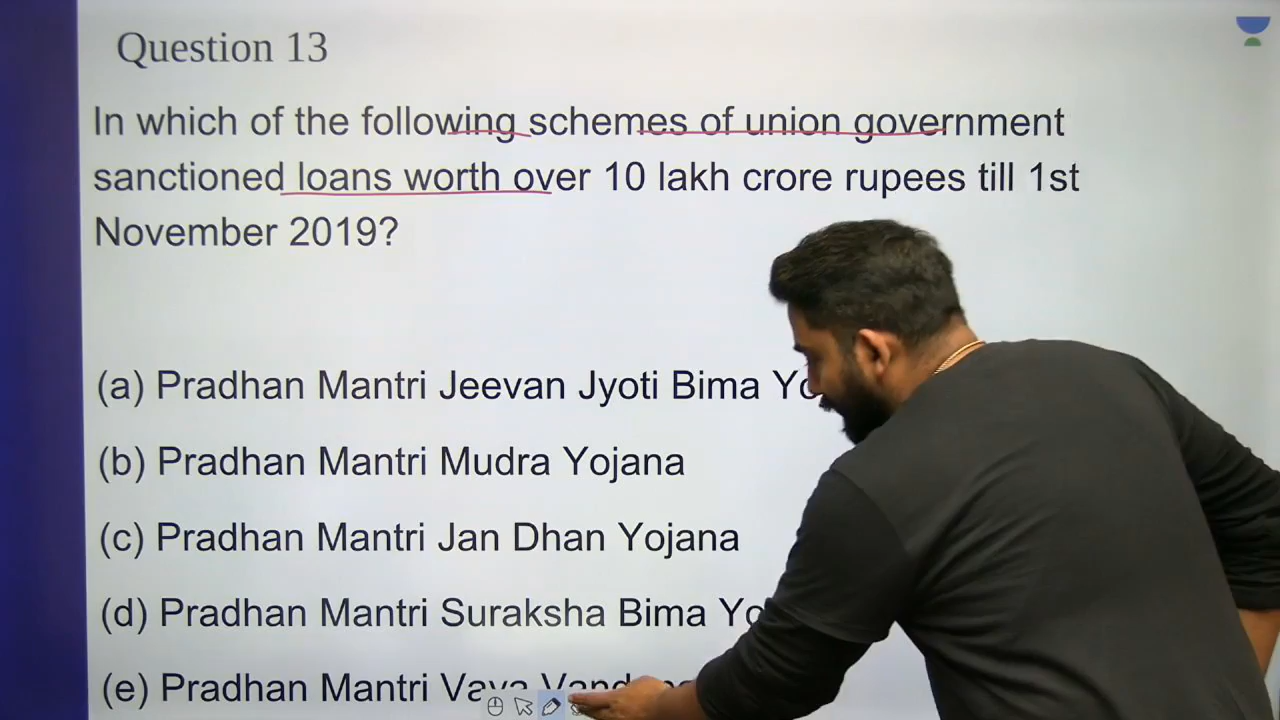 Question 13
In which of the following schemes of union government
sanctioned loans worth over 10 lakh crore rupees till 1st
November 2019?
(a) Pradhan Mantri Jeevan Jyoti Bima
(b) Pradhan Mantri Mudra Yojana
(c) Pradhan Mantri Jan Dhan Yojana
(d) Pradhan Mantri Suraksha Bima
(e) Pradhan Mantri